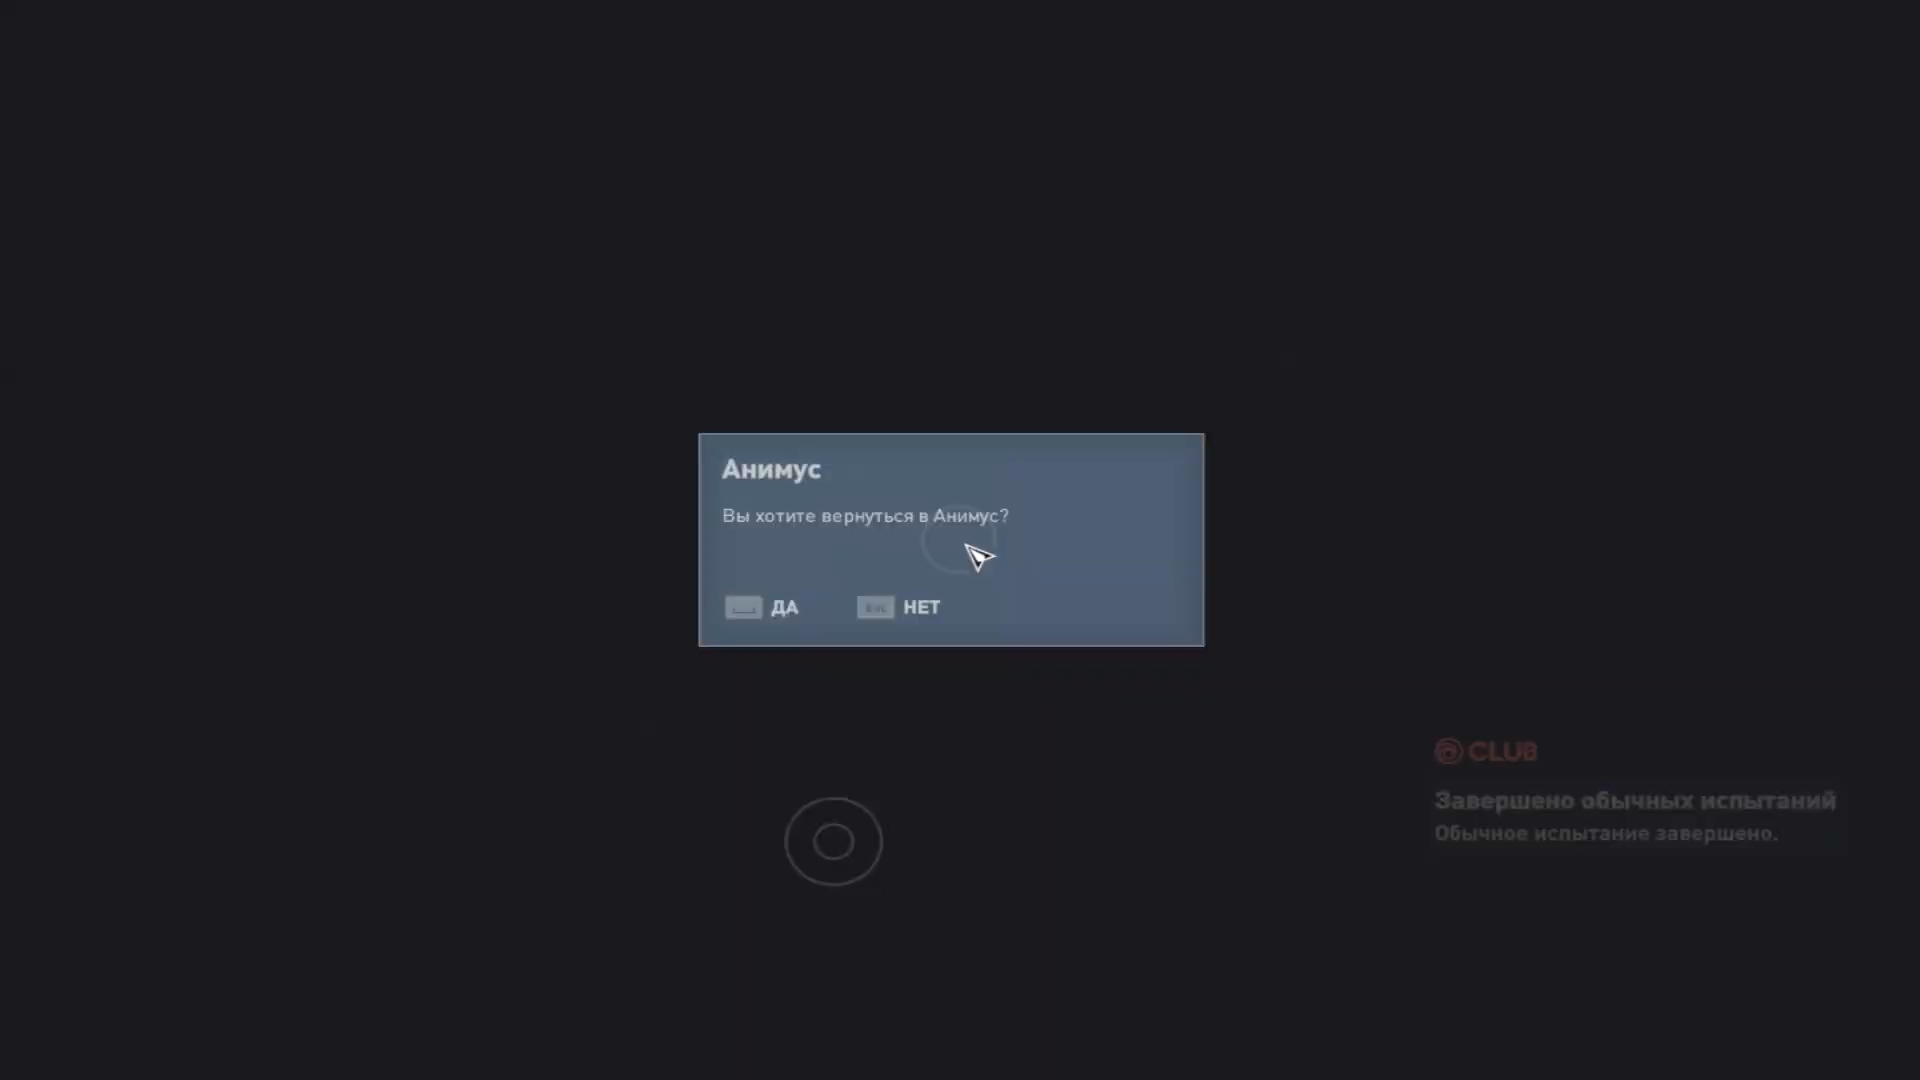 Анимус
Вы хотите вернуться в Анимус?
ДА
НЕТ
CLUB
Завершено обычных испытаний
Обычное испытание завершено.